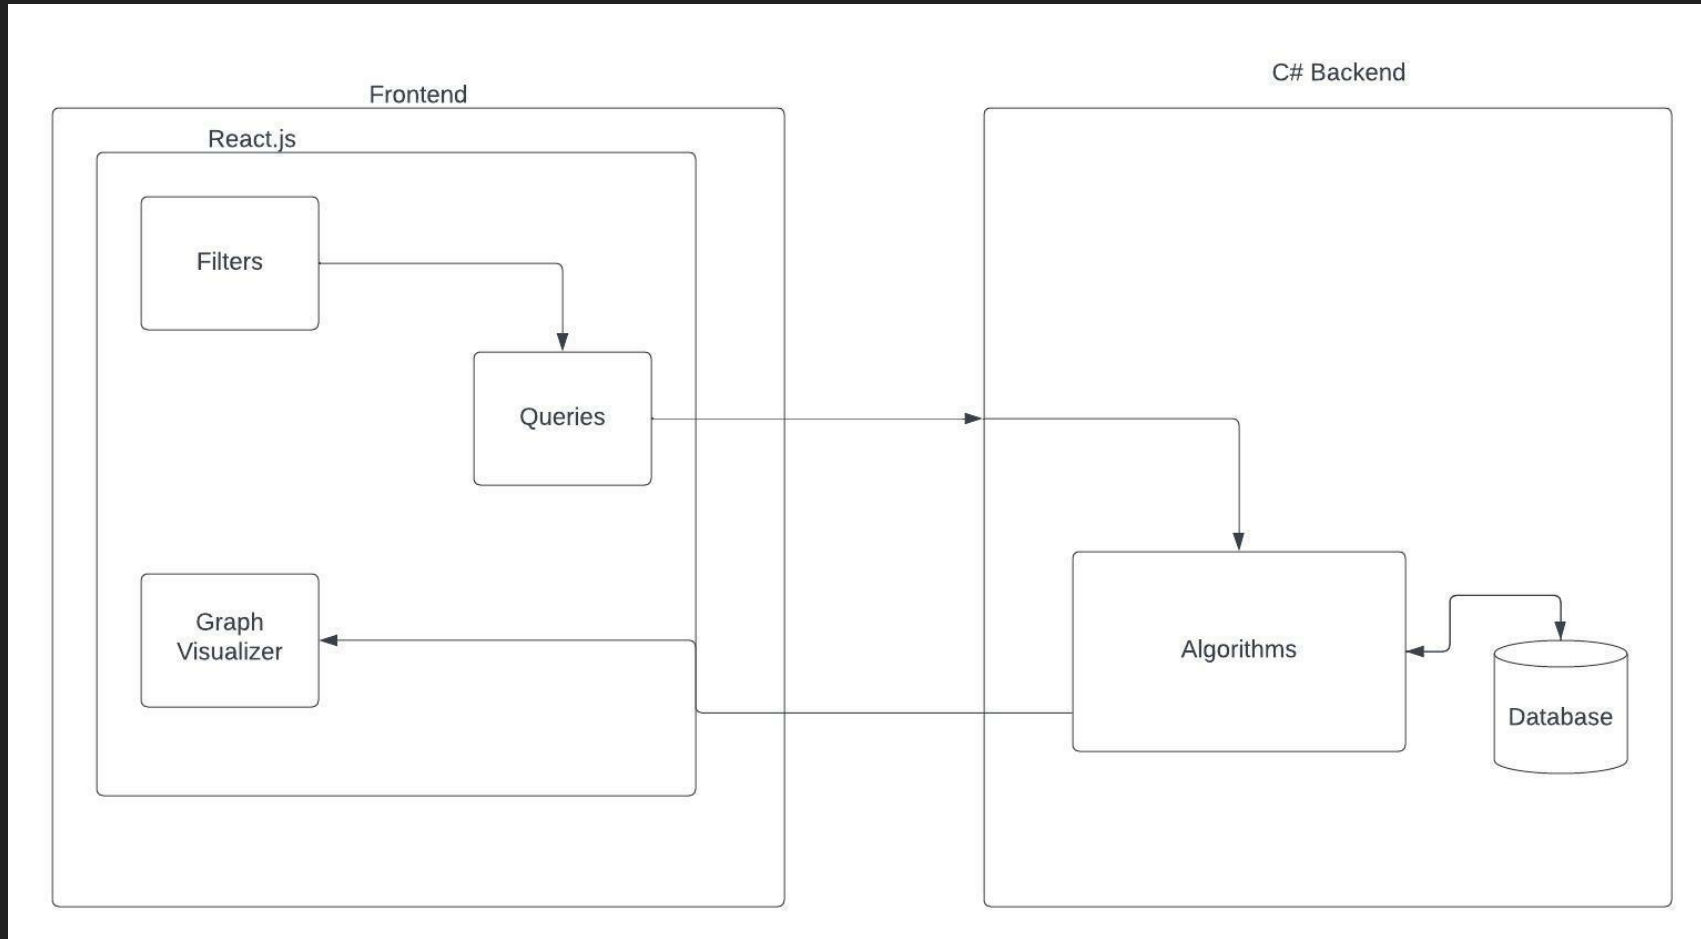 C# Backend
Frontend
React.js
Filters
Queries
Graph
Visualizer
Algorithms
Database